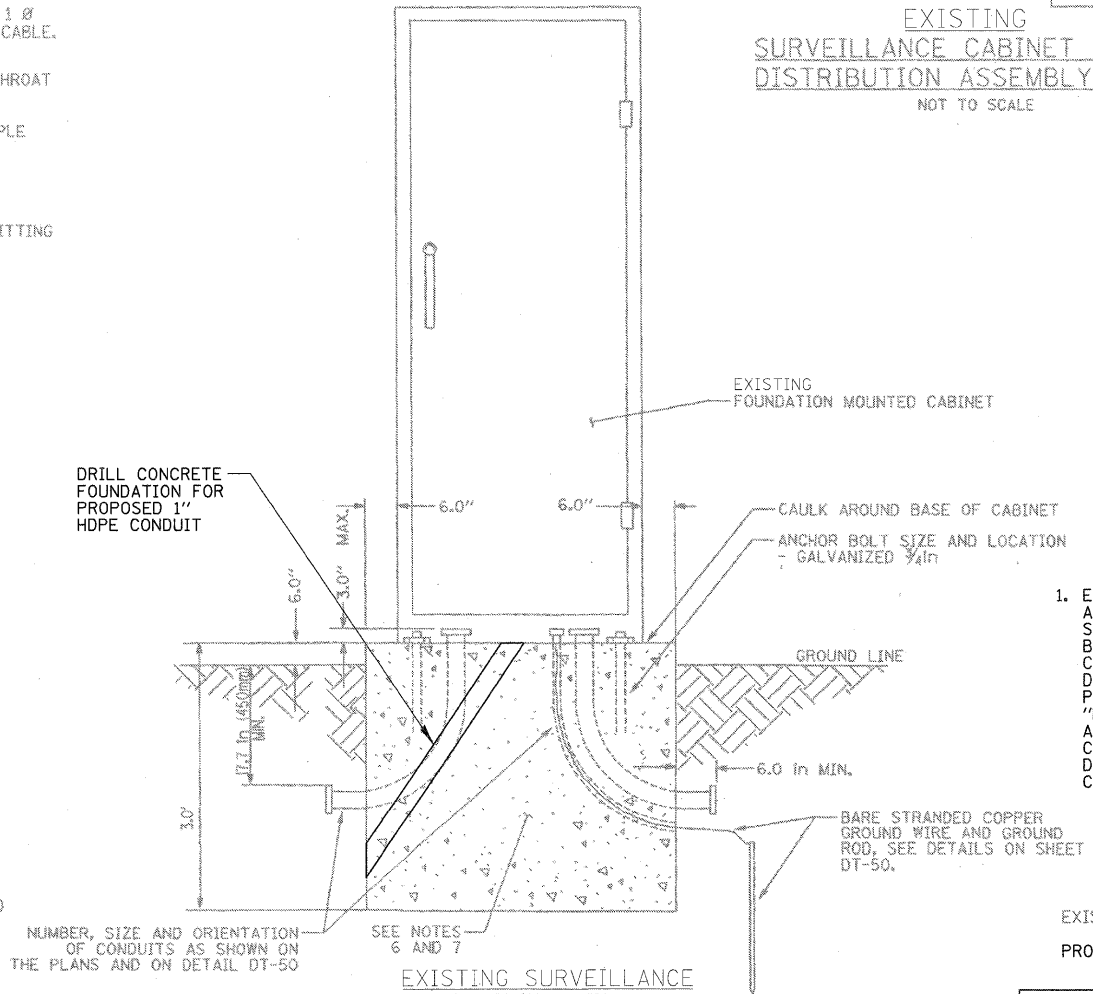 1 Ø
CABLE.
EXISTING
SURVEILLANCE CABINET
DISTRIBUTION ASSEMBLY
NOT TO SCALE
EXISTING
FOUNDATION MOUNTED CABINET
DRILL CONCRETE
FOUNDATION FOR
PROPOSED 1"
HDPE CONDUIT
6.0"
6.0"
CAULK AROUND BASE OF CABINET
ANCHOR BOLT SIZE AND LOCATION
- GALVANIZED 3/4in
6.0"
3.0" MAX.
GROUND LINE
17.7 in (450mm)
MIN.
3.0'
6.0 in MIN.
BARE STRANDED COPPER
GROUND WIRE AND GROUND
ROD, SEE DETAILS ON SHEET
DT-50.
NUMBER, SIZE AND ORIENTATION
OF CONDUITS AS SHOWN ON
THE PLANS AND ON DETAIL DT-50
SEE NOTES
6 AND 7
EXISTING SURVEILLANCE
1. E
A
S
B
C
D
P
"
A
C
D
C
EXIS
PRO
HROAT
PLE
ITTING